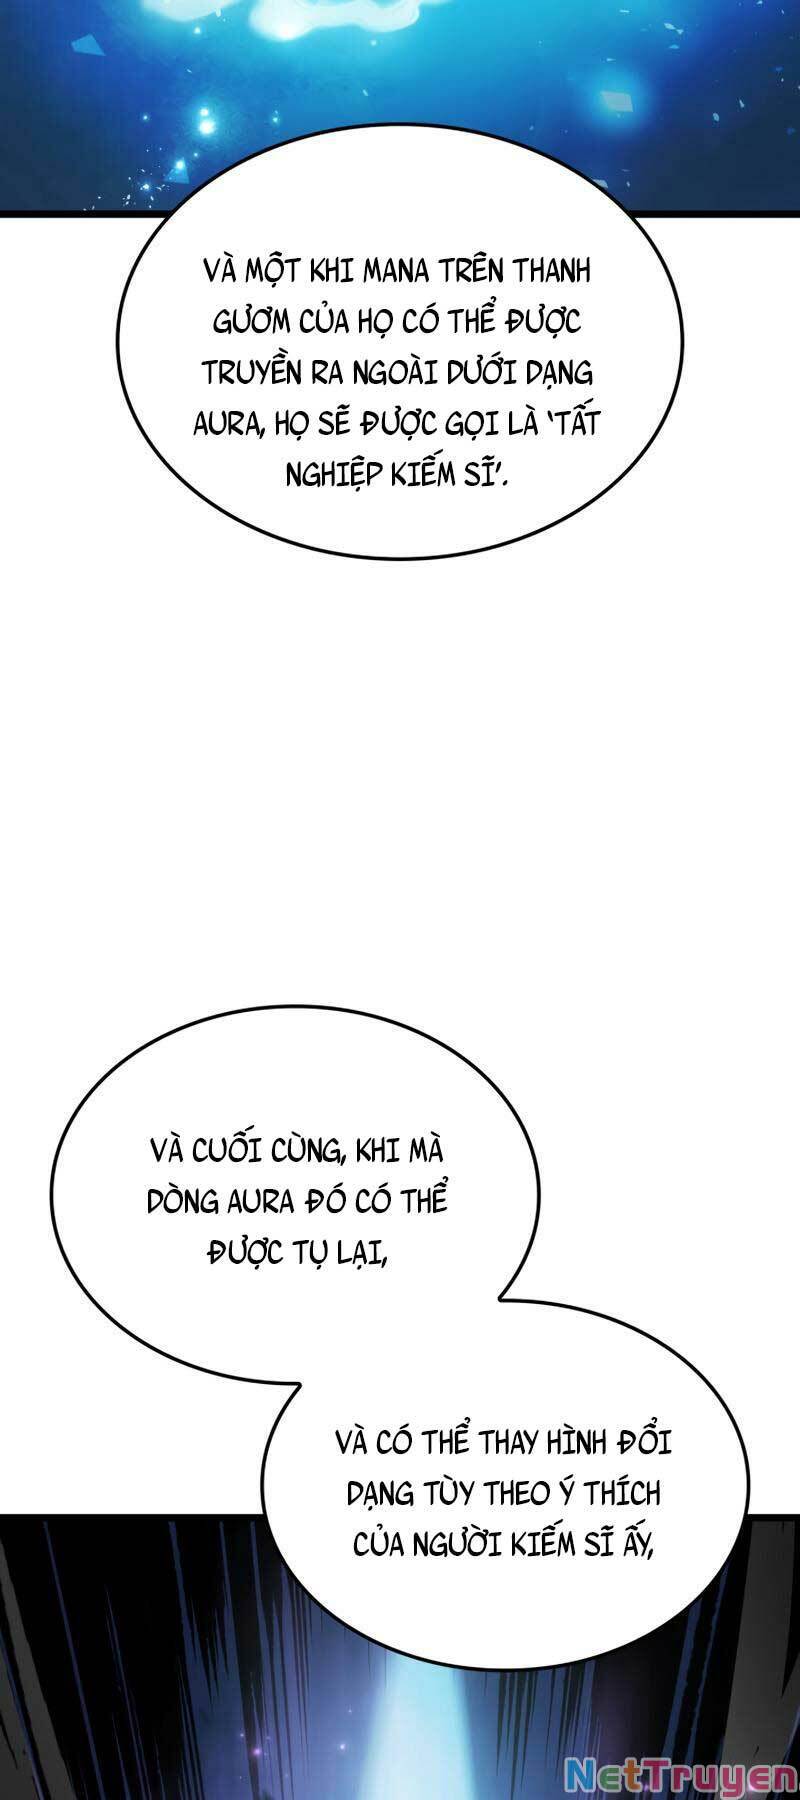 VÀ MỘT KHI MANA TRÊN THANH
GƯƠM CỦA HỌ CÓ THỂ ĐƯỢC
TRUYỀN RA NGOÀI DƯỚI DẠNG
AURA, HỌ SẼ ĐƯỢC GỌI LÀ 'TẤT
NGHIỆP KIẾM SĨ'.
VÀ CUỐI CÙNG, KHI MÀ
DÒNG AURA ĐÓ CÓ THỂ
ĐƯỢC TỤ LẠI,
VÀ CÓ THỂ THAY HÌNH ĐỔI
DẠNG TÙY THEO Ý THÍCH
CỦA NGƯỜI KIẾM SĨ ẤY,
NetTruyen